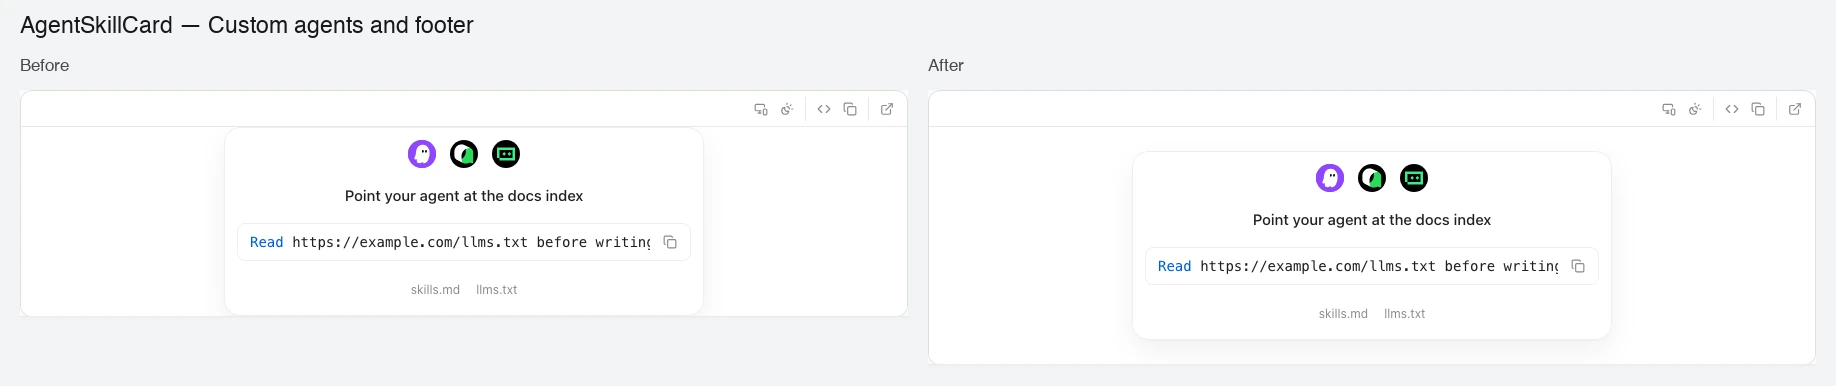 AgentSkillCard — Custom agents and footer
Before
Point your agent at the docs index
Read https://example.com/llms.txt before writing
skills.md llms.txt
After
Point your agent at the docs index
Read https://example.com/llms.txt before writing
skills.md llms.txt